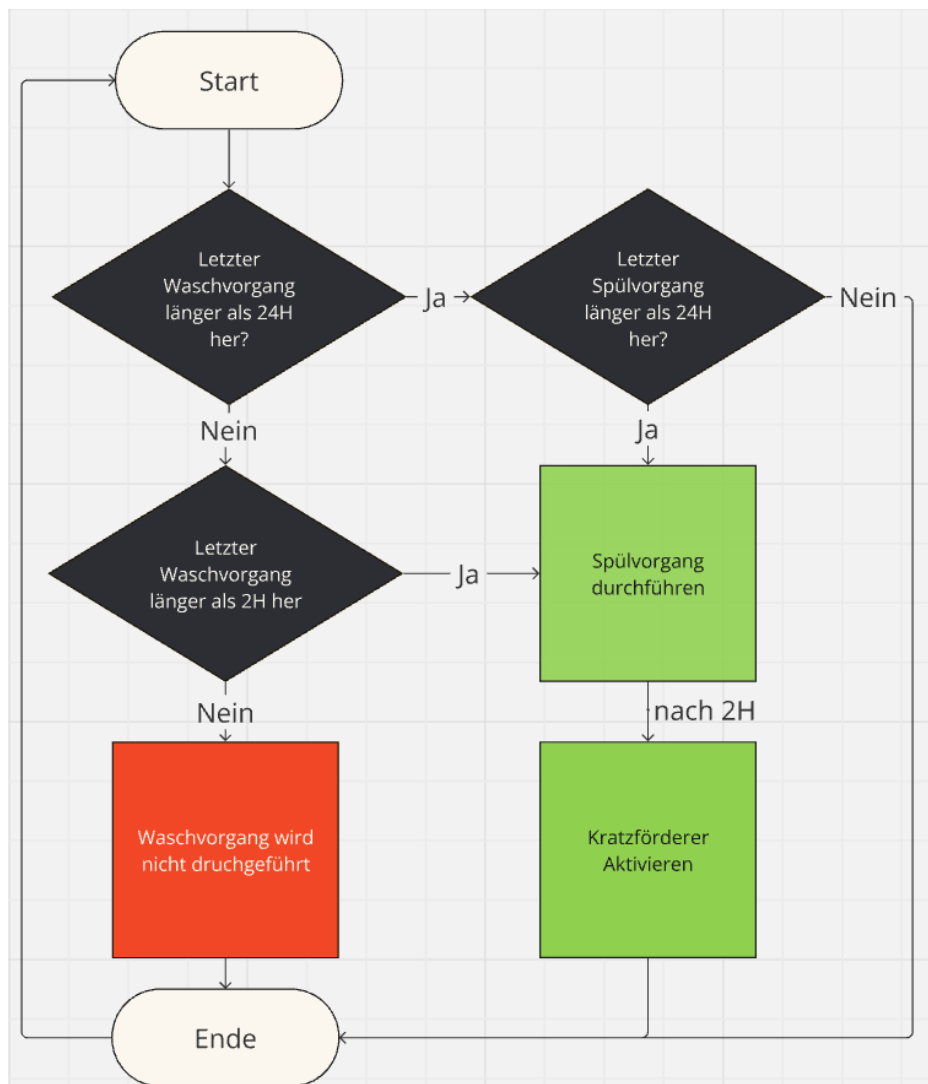 Start
Letzter
Waschvorgang
länger als 24H
her?
Ja
Letzter
Spülvorgang
länger als 24H
her?
Nein
Nein
Ja
Letzter
Waschvorgang
länger als 2H her
Ja
Spülvorgang
durchführen
Nein
nach 2H
Waschvorgang wird
nicht druchgeführt
Kratzförderer
Aktivieren
Ende